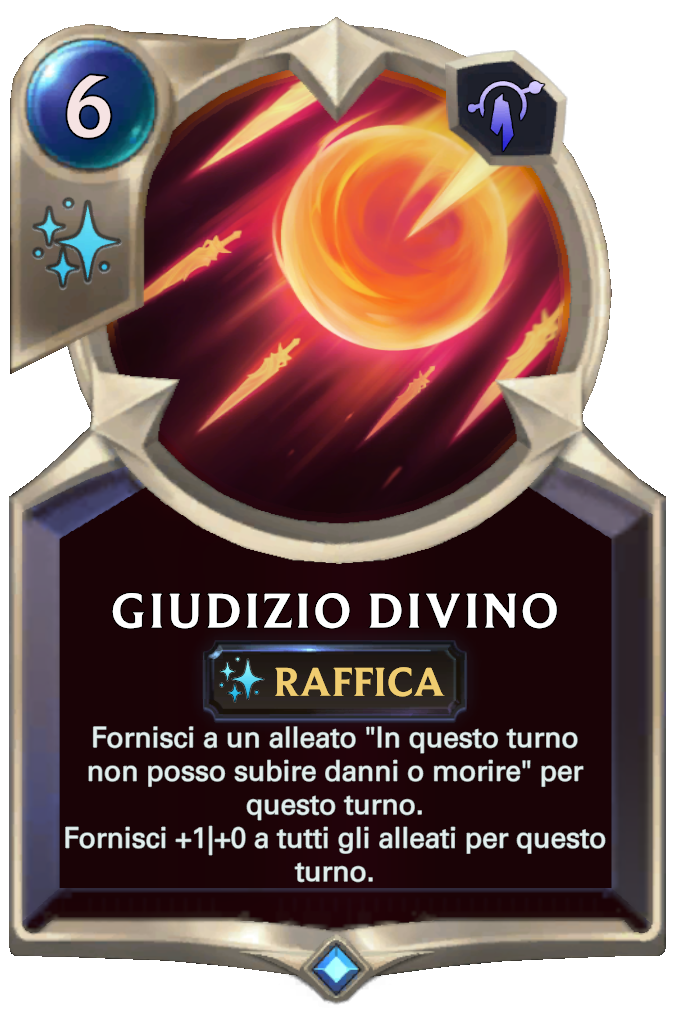 6
GIUDIZIO DIVINO
RAFFICA
Fornisci a un alleato "In questo turno
non posso subire danni o morire" per
questo turno.
Fornisci +1|+0 a tutti gli alleati per questo
turno.